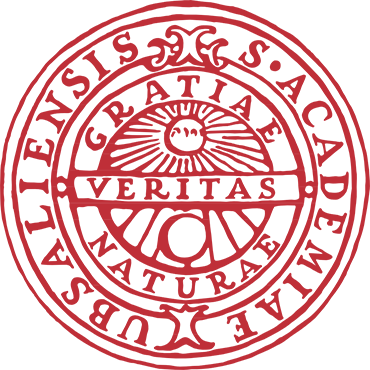 S · ACADEMIAE
UBSALIENSIS
GRATIAE
VERITAS
NATURAE